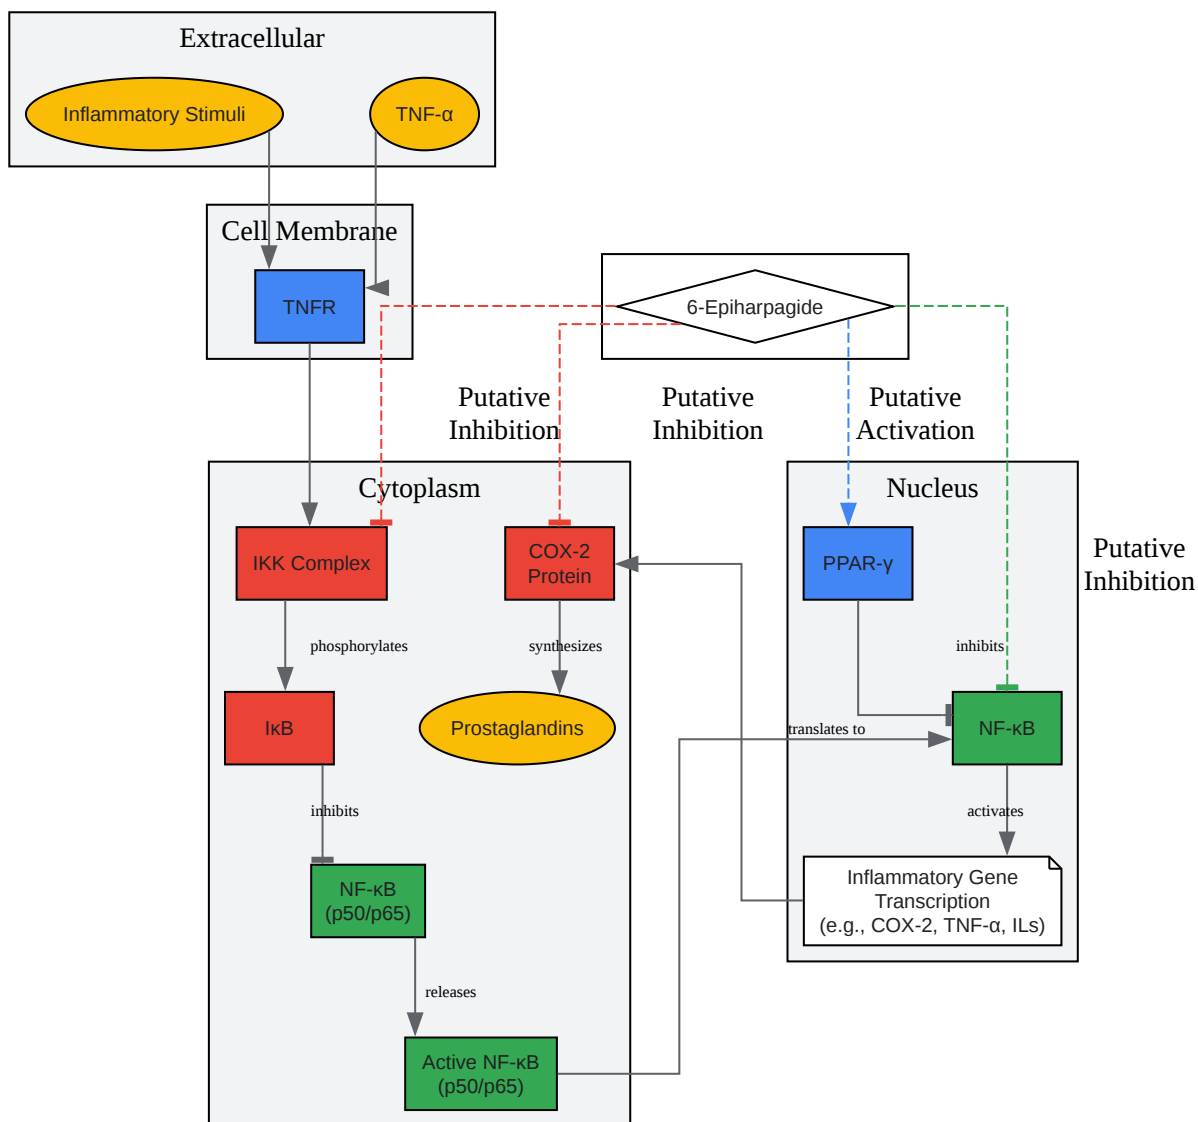 Extracellular
Inflammatory Stimuli
TNF-α
Cell Membrane
TNFR
6-Epiharpagide
Putative
Inhibition
Putative
Inhibition
Putative
Activation
Cytoplasm
Nucleus
IKK Complex
COX-2
Protein
PPAR-γ
Putative
Inhibition
phosphorylates
synthesizes
inhibits
IκB
Prostaglandins
translates to
NF-κB
inhibits
activates
NF-κB
(p50/p65)
Inflammatory Gene
Transcription
(e.g., COX-2, TNF-α, ILs)
releases
Active NF-κB
(p50/p65)